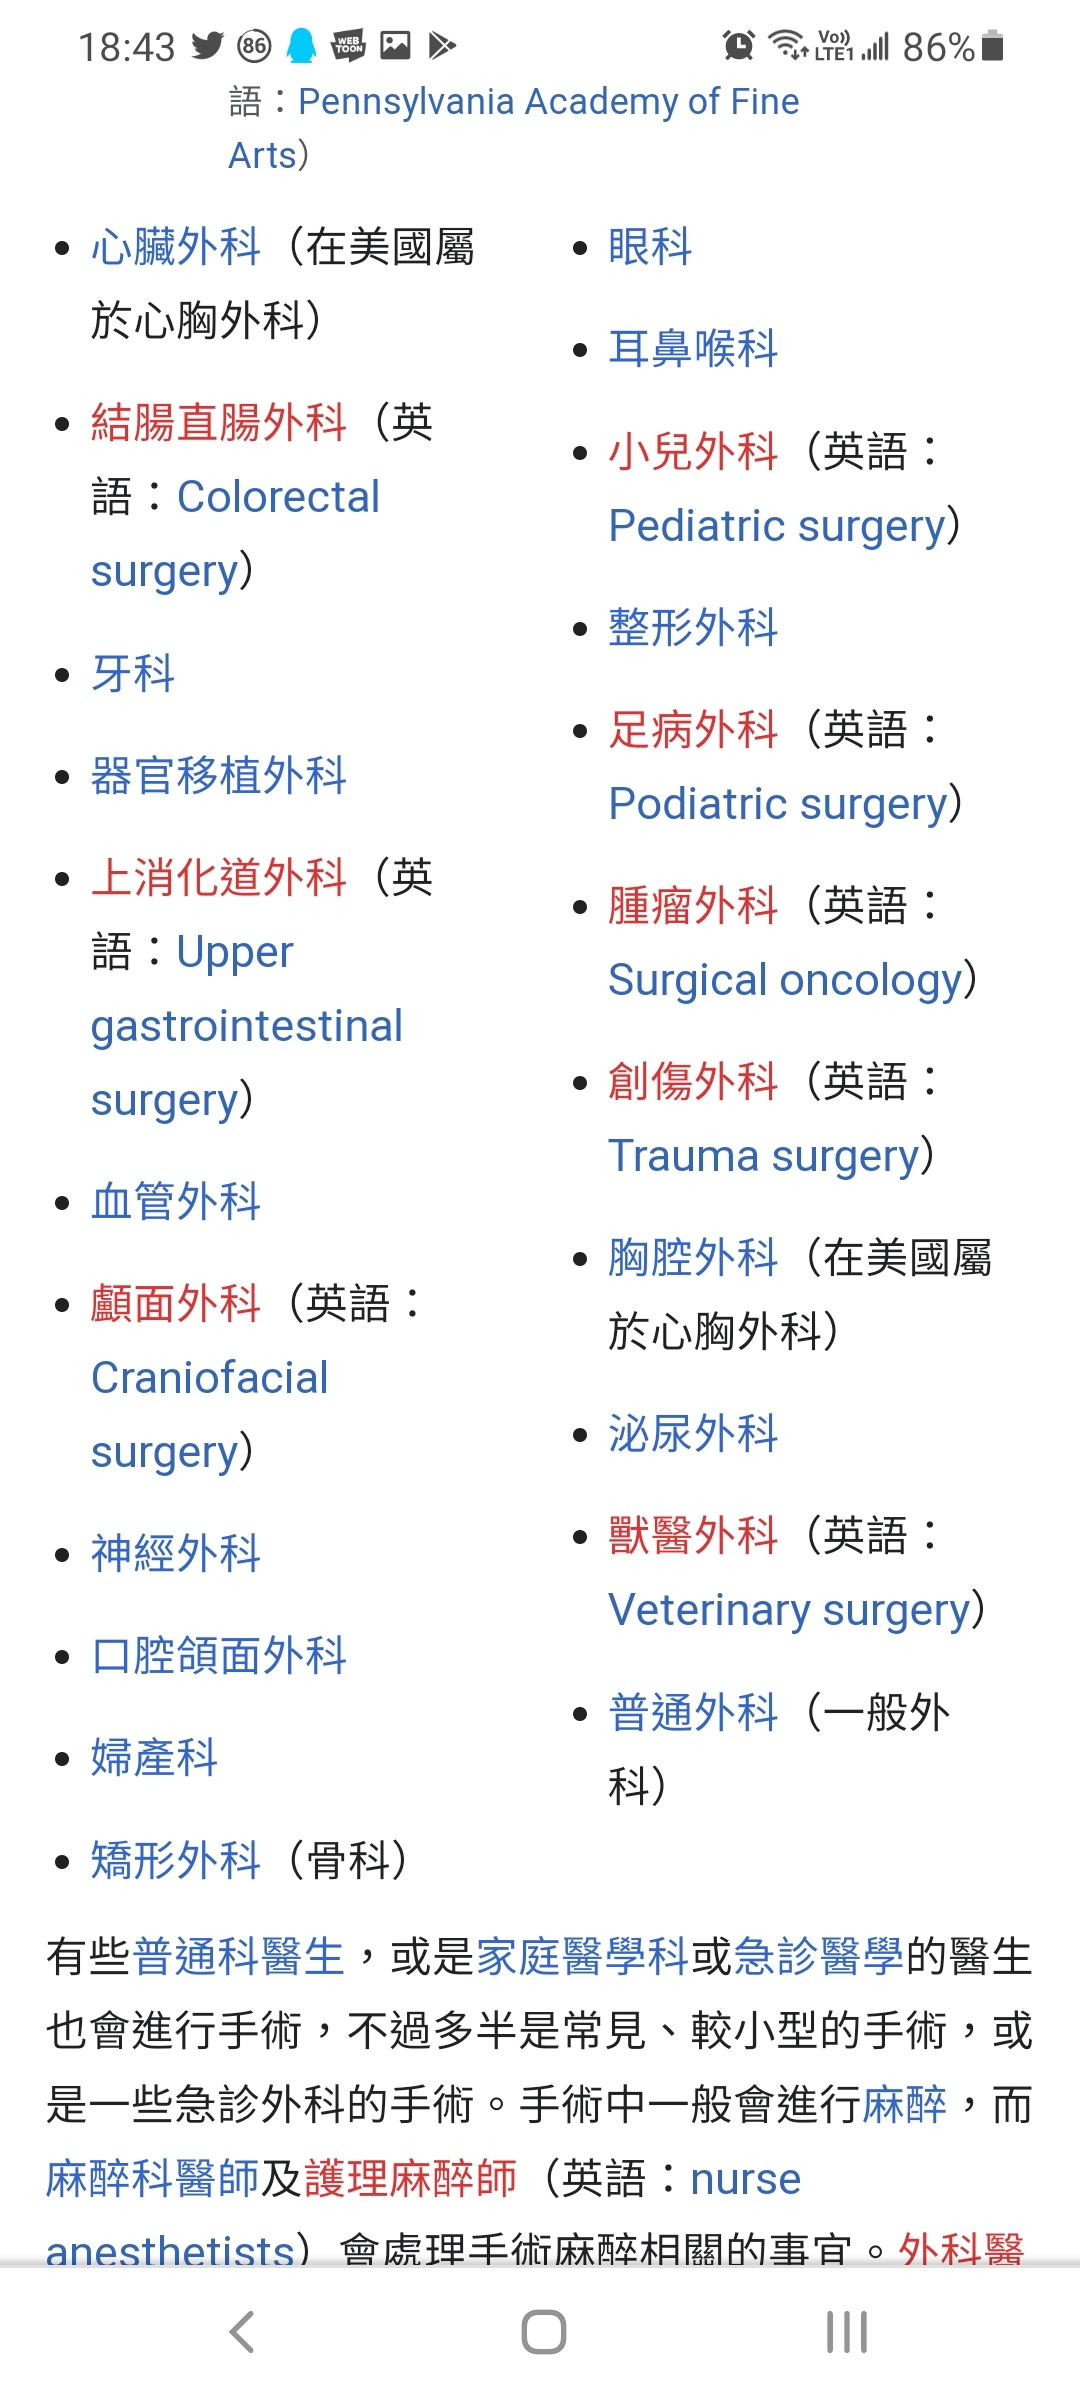 18:43 86 WEB TOON Vo)) LTE1 86%
語：Pennsylvania Academy of Fine
Arts）
心臟外科（在美國屬
於心胸外科）
結腸直腸外科（英
語：Colorectal
surgery）
牙科
器官移植外科
上消化道外科（英
語：Upper
gastrointestinal
surgery）
血管外科
顱面外科（英語：
Craniofacial
surgery）
神經外科
口腔頜面外科
婦產科
矯形外科（骨科）
眼科
耳鼻喉科
小兒外科（英語：
Pediatric surgery）
整形外科
足病外科（英語：
Podiatric surgery）
腫瘤外科（英語：
Surgical oncology）
創傷外科（英語：
Trauma surgery）
胸腔外科（在美國屬
於心胸外科）
泌尿外科
獸醫外科（英語：
Veterinary surgery）
普通外科（一般外
科）
有些普通科醫生，或是家庭醫學科或急診醫學的醫生
也會進行手術，不過多半是常見、較小型的手術，或
是一些急診外科的手術。手術中一般會進行麻醉，而
麻醉科醫師及護理麻醉師（英語：nurse
anesthetists）會處理手術麻醉相關的事宜。外科醫